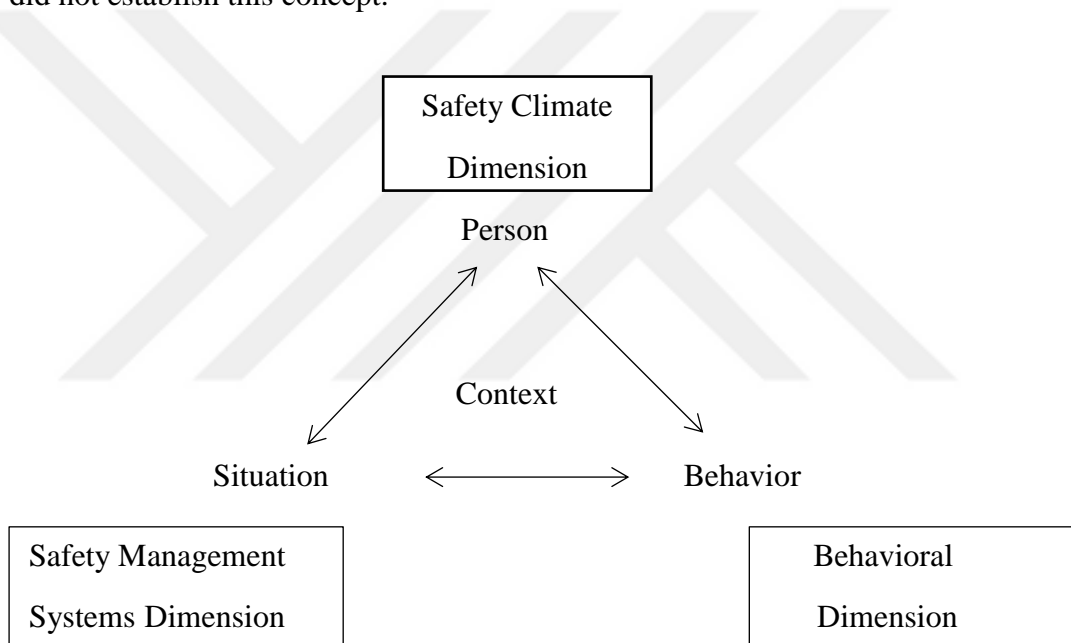 did not establish this concept.
Safety Climate
Dimension
Person
Context
Situation
Behavior
Safety Management
Systems Dimension
Behavioral
Dimension